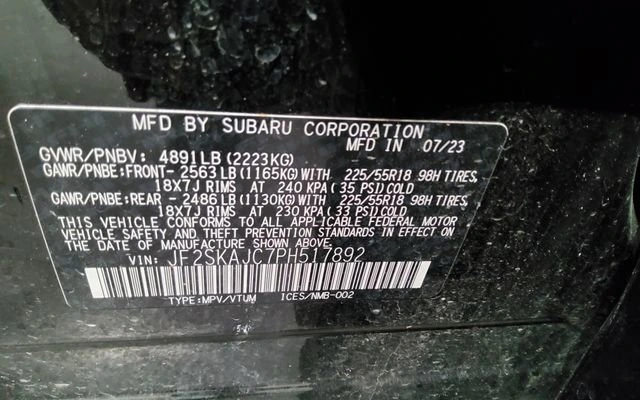 MFD BY SUBARU CORPORATION
MFD IN 07/23
GVWR/PNBV: 4891LB(2223KG)
GAWR/PNBE:FRONT- 2563LB(1165KG)WITH 225/55R18 98H TIRES,
18X7J RIMS AT 240 KPA(35 PSI)COLD
GAWR/PNBE:REAR - 2486LB(1130KG)WITH 225/55R18 98H TIRES,
18X7J RIMS AT 230 KPA(33 PSI)COLD
THIS VEHICLE CONFORMS TO ALL APPLICABLE FEDERAL MOTOR
VEHICLE SAFETY AND THEFT PREVENTION STANDARDS IN EFFECT ON
THE DATE OF MANUFACTURE SHOWN ABOVE.
VIN: JF2SKAJC7PH517892
TYPE:MPV/VTUM ICES/NMB-002